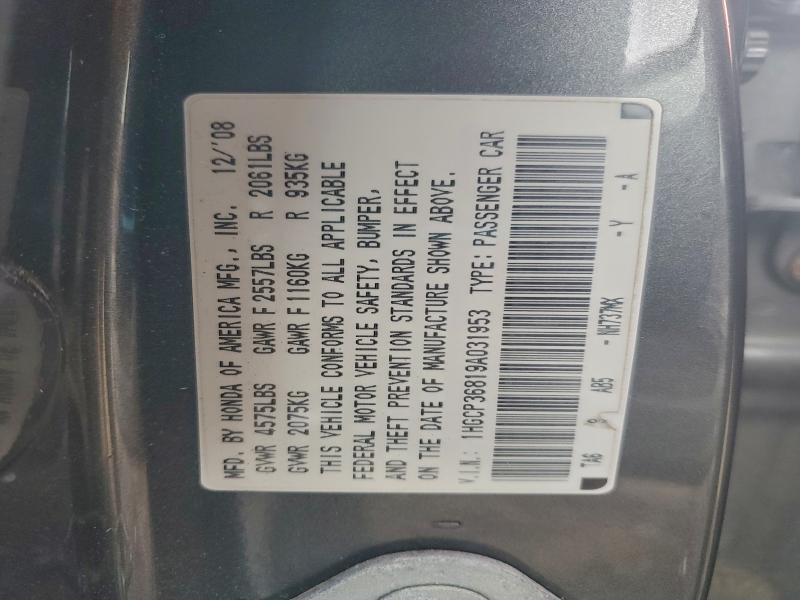 MFD. BY HONDA OF AMERICA MFG., INC. 12/'08
GVWR 4575LBS GAWR F 2557LBS R 2061LBS
GVWR 2075KG GAWR F 1160KG R 935KG
THIS VEHICLE CONFORMS TO ALL APPLICABLE
FEDERAL MOTOR VEHICLE SAFETY, BUMPER,
AND THEFT PREVENTION STANDARDS IN EFFECT
ON THE DATE OF MANUFACTURE SHOWN ABOVE.
V.I.N.: 1HGCP36819A031953 TYPE: PASSENGER CAR
TA6 AB5 - NH737MX - Y - A